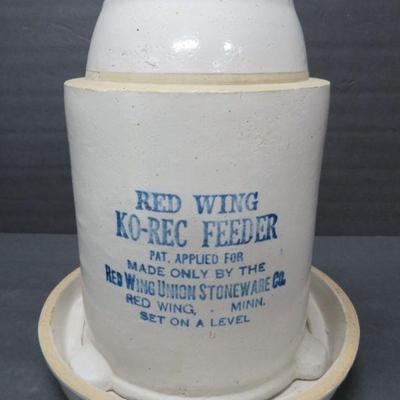 RED WING
KO-REC FEEDER
PAT. APPLIED FOR
MADE ONLY BY THE
RED WING UNION STONEWARE CO.
RED WING, . MINN.
SET ON A LEVEL